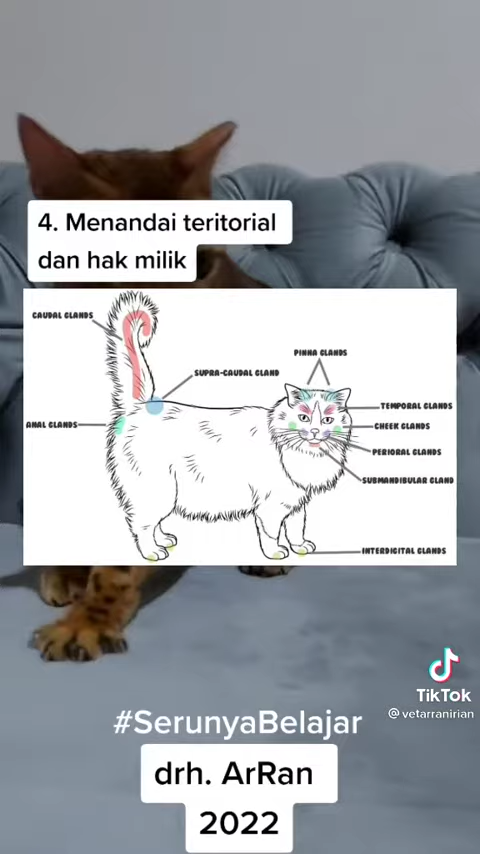 4. Menandai teritorial
dan hak milik
CAUDAL GLANDS
PINNA GLANDS
SUPRA-CAUDAL GLAND
TEMPORAL GLANDS
ANAL GLANDS
CHEEK GLANDS
PERIORAL GLANDS
SUBMANDIBULAR GLAND
INTERDIGITAL GLANDS
TikTok
@vetarranirian
#SerunyaBelajar
drh. ArRan
2022